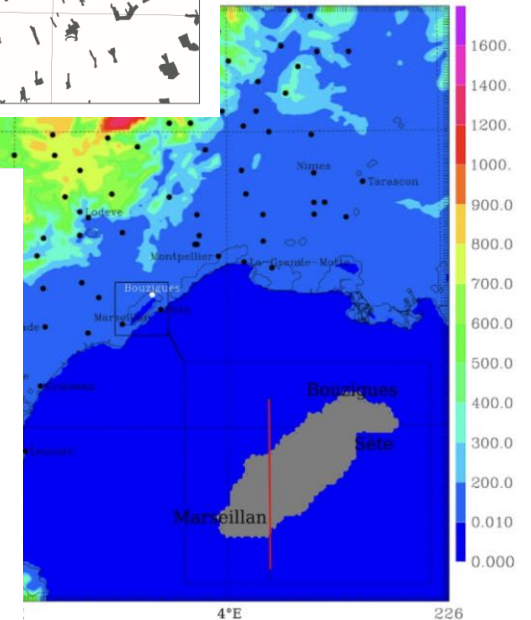 1600.
1400.
1200.
1000.
900.0
800.0
700.0
600.0
500.0
400.0
300.0
200.0
0.010
0.000
Nimes
Tarascon
Lodeve
Montpellier
La-Grande-Motte
Bouzigues
Bouzigues
Sète
Marseillan
4°E
226